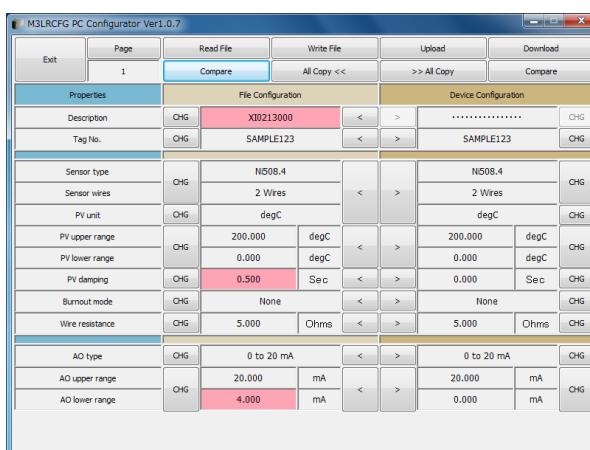 M3LRCFG PC Configurator Ver1.0.7
Exit Page Read File Write File Upload Download
1 Compare All Copy << >> All Copy Compare
Properties File Configuration Device Configuration
Description CHG XI0213000 < > ················ CHG
Tag No. CHG SAMPLE123 < > SAMPLE123 CHG
Sensor type CHG Ni508.4 < > Ni508.4 CHG
Sensor wires 2 Wires 2 Wires
PV unit CHG degC degC CHG
PV upper range CHG 200.000 degC < > 200.000 degC CHG
PV lower range 0.000 degC 0.000 degC
PV damping CHG 0.500 Sec < > 0.000 Sec CHG
Burnout mode CHG None < > None CHG
Wire resistance CHG 5.000 Ohms < > 5.000 Ohms CHG
AO type CHG 0 to 20 mA < > 0 to 20 mA CHG
AO upper range CHG 20.000 mA < > 20.000 mA CHG
AO lower range 4.000 mA 0.000 mA